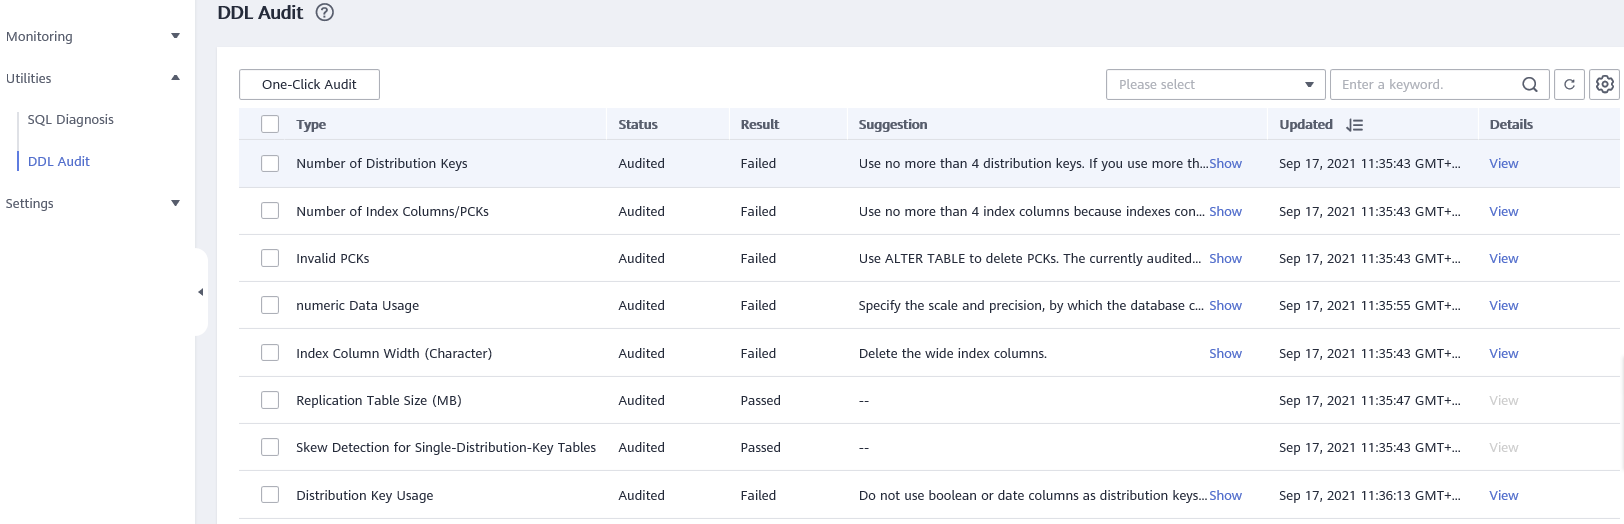 DDL Audit ?
Monitoring
Utilities
SQL Diagnosis
DDL Audit
Settings
One-Click Audit Please select Enter a keyword.
Type Status Result Suggestion Updated Details
Number of Distribution Keys Audited Failed Use no more than 4 distribution keys. If you use more th...Show Sep 17, 2021 11:35:43 GMT+... View
Number of Index Columns/PCKs Audited Failed Use no more than 4 index columns because indexes con... Show Sep 17, 2021 11:35:43 GMT+... View
Invalid PCKs Audited Failed Use ALTER TABLE to delete PCKs. The currently audited... Show Sep 17, 2021 11:35:43 GMT+... View
numeric Data Usage Audited Failed Specify the scale and precision, by which the database c... Show Sep 17, 2021 11:35:55 GMT+... View
Index Column Width (Character) Audited Failed Delete the wide index columns. Show Sep 17, 2021 11:35:43 GMT+... View
Replication Table Size (MB) Audited Passed -- Sep 17, 2021 11:35:47 GMT+... View
Skew Detection for Single-Distribution-Key Tables Audited Passed -- Sep 17, 2021 11:35:43 GMT+... View
Distribution Key Usage Audited Failed Do not use boolean or date columns as distribution keys... Show Sep 17, 2021 11:36:13 GMT+... View